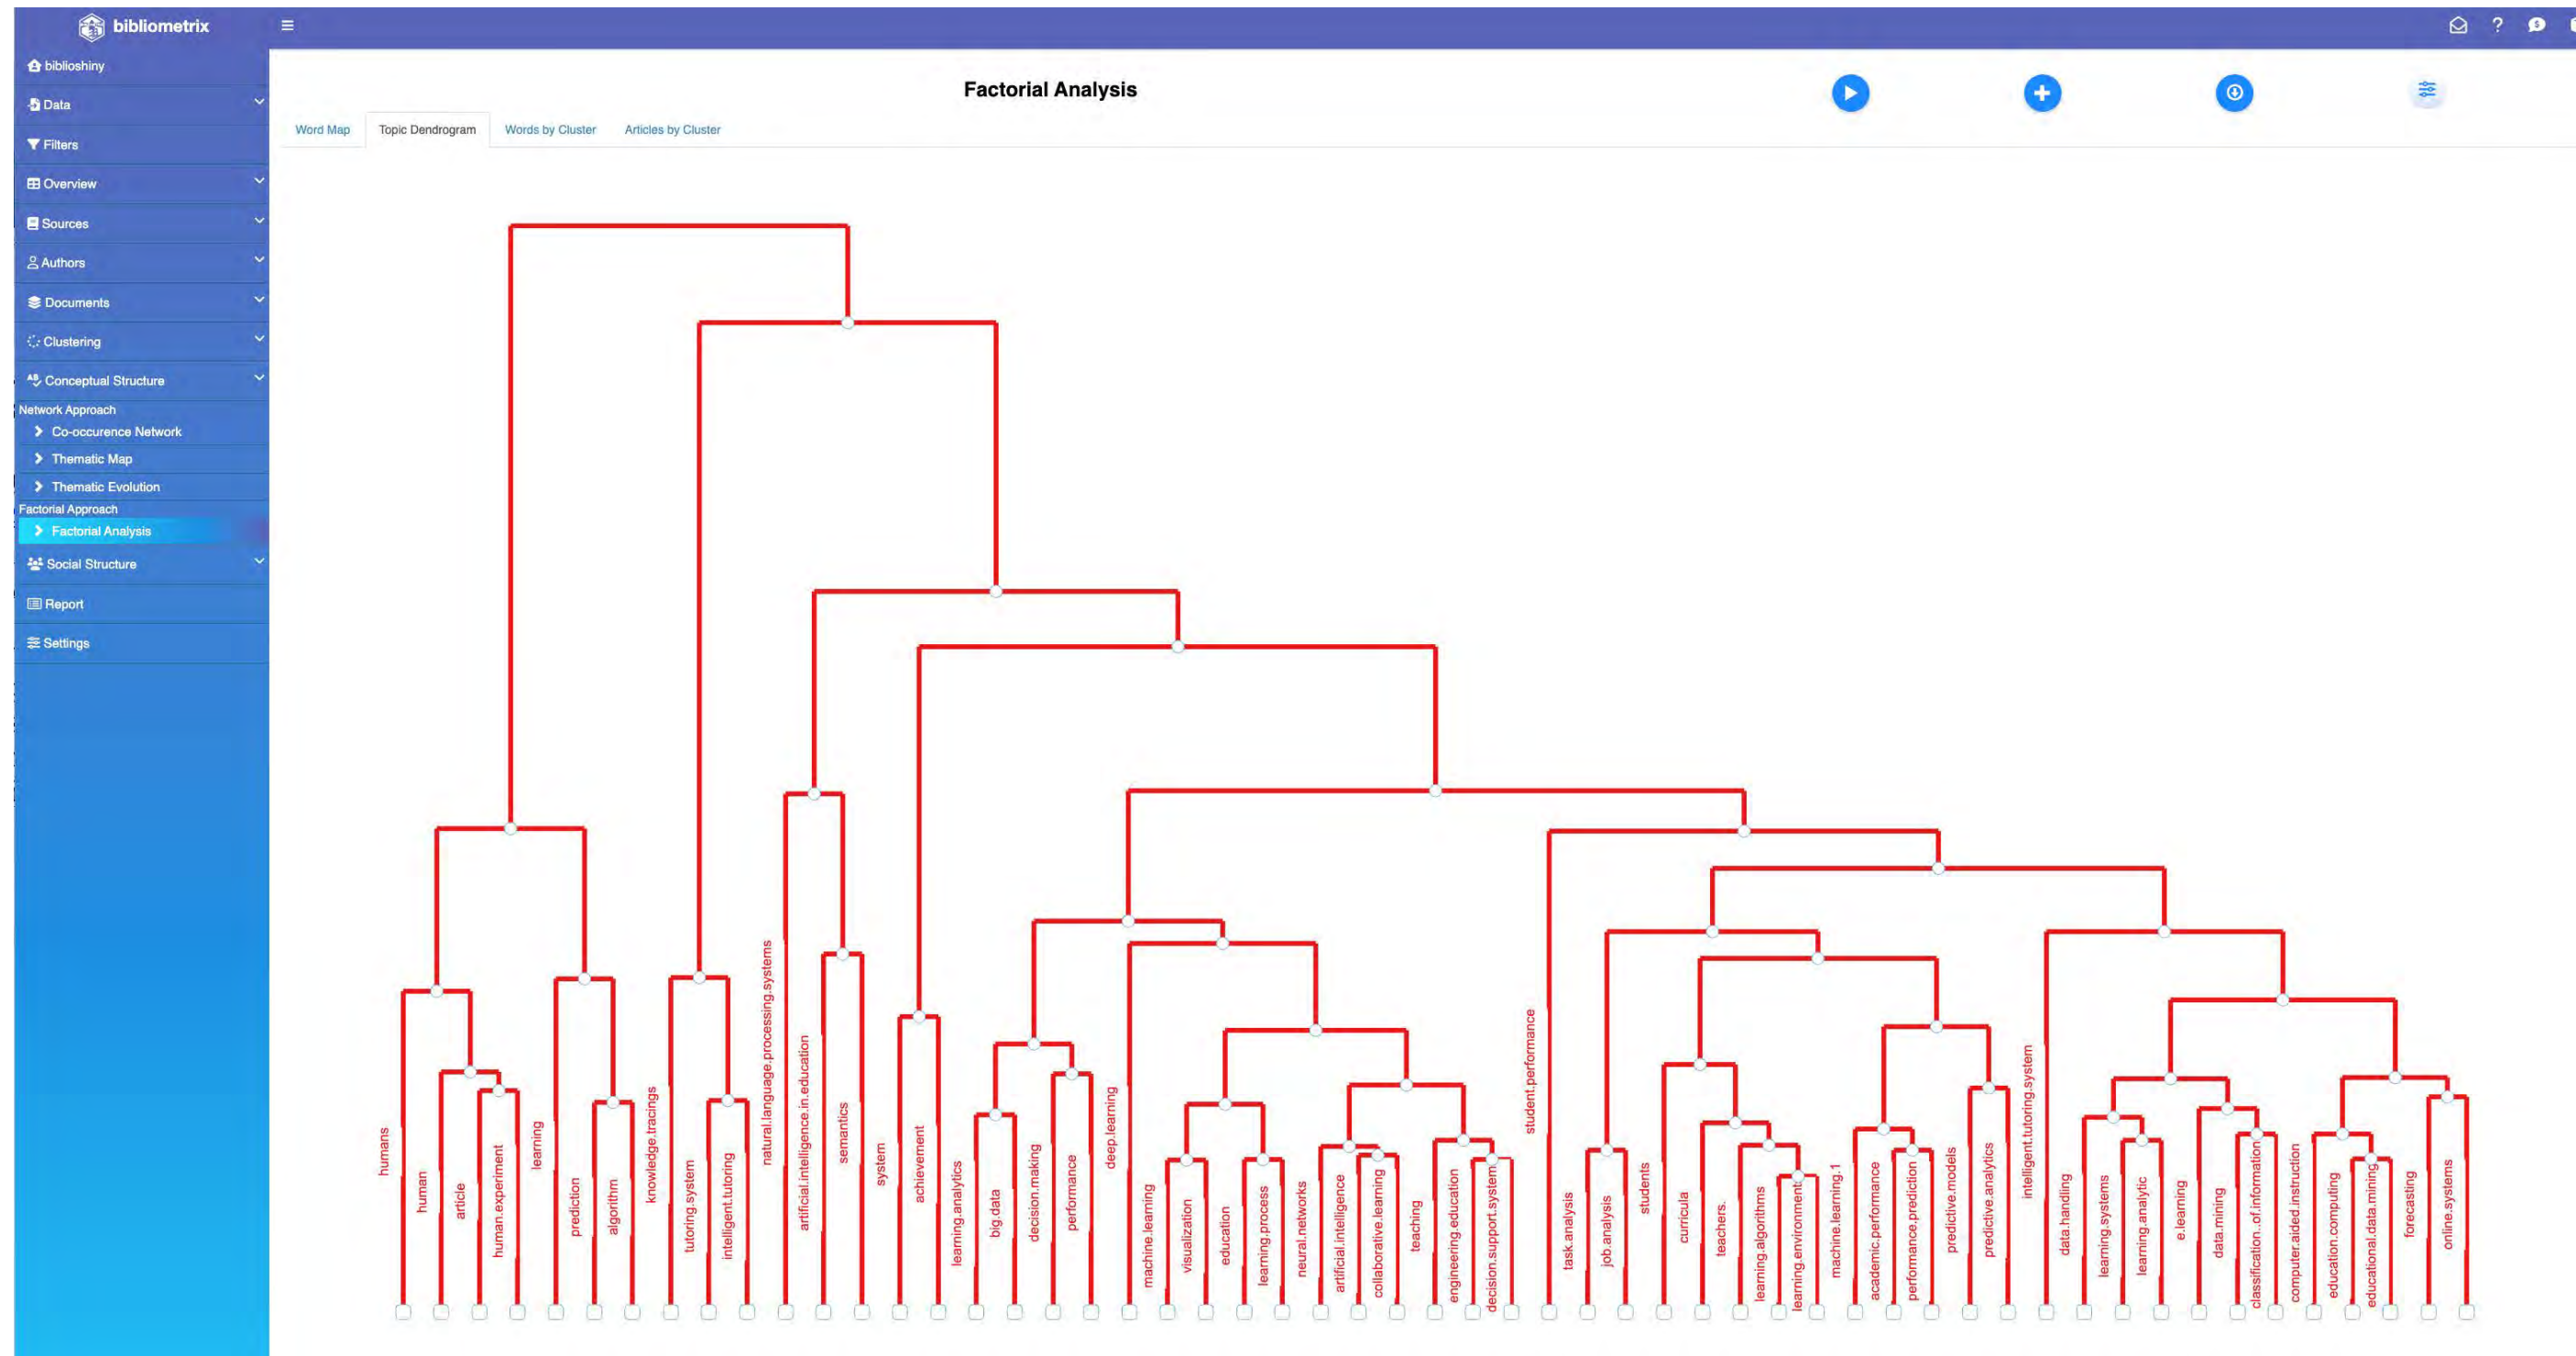 bibliometrix
biblioshiny
Data
Filters
Overview
Sources
Authors
Documents
Clustering
Conceptual Structure
Network Approach
Co-occurence Network
Thematic Map
Thematic Evolution
Factorial Approach
Factorial Analysis
Social Structure
Report
Settings
Factorial Analysis
Word Map
Topic Dendrogram
Words by Cluster
Articles by Cluster
humans
human
article
human.experiment
learning
prediction
algorithm
knowledge.tracings
tutoring.system
intelligent.tutoring
natural.language.processing.systems
artificial.intelligence.in.education
semantics
system
achievement
learning.analytics
big.data
decision.making
performance
deep.learning
machine.learning
visualization
education
learning.process
neural.networks
artificial.intelligence
collaborative.learning
teaching
engineering.education
decision.support.system
student.performance
task.analysis
job.analysis
students
curricula
teachers.
learning.algorithms
learning.environment
machine.learning.1
academic.performance
performance.prediction
predictive.models
predictive.analytics
intelligent.tutoring.system
data.handling
learning.systems
learning.analytic
e.learning
data.mining
classification..of.information
computer.aided.instruction
education.computing
educational.data.mining
forecasting
online.systems